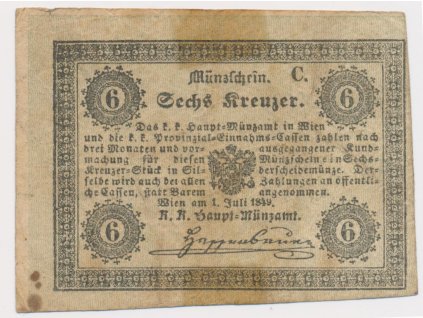 Münzschein. C.
6 6
Sechs Kreuzer.
Das k. k. Haupt-Münzamt in Wien
und die k. k. Provinzial-Einnahms-Cassen zahlen nach
drei Monaten und vor- ausgegangener Kund-
machung für diesen Münzschein ein Sechs-
Kreuzer-Stück in Sil- berscheidemünze. Der-
selbe wird auch bei allen Zahlungen an öffentli-
che Cassen, statt Barem angenommen.
Wien am 1. Juli 1849.
6 6
K. K. Haupt-Münzamt.